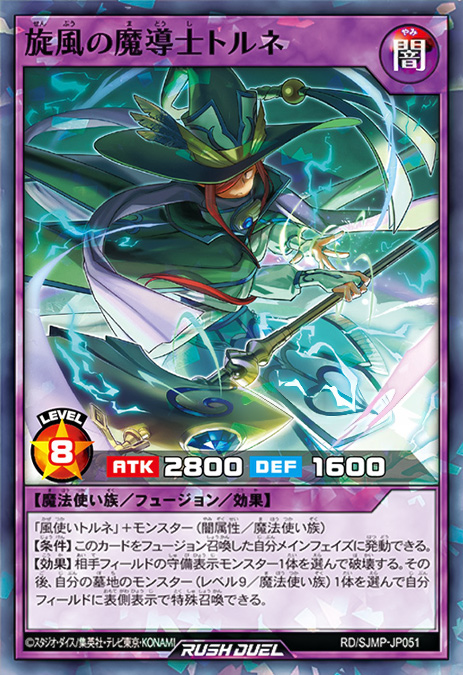 旋風の魔導士トルネ
闇
LEVEL
8
ATK 2800 DEF 1600
【魔法使い族／フュージョン／効果】
「風使いトルネ」+モンスター（闇属性／魔法使い族）
【条件】このカードをフュージョン召喚した自分メインフェイズに発動できる。
【効果】相手フィールドの守備表示モンスター1体を選んで破壊する。その
後、自分の墓地のモンスター（レベル9／魔法使い族）1体を選んで自分
フィールドに表側表示で特殊召喚できる。
©スタジオ・ダイス/集英社・テレビ東京・KONAMI RUSH DUEL RD/SJMP-JP051